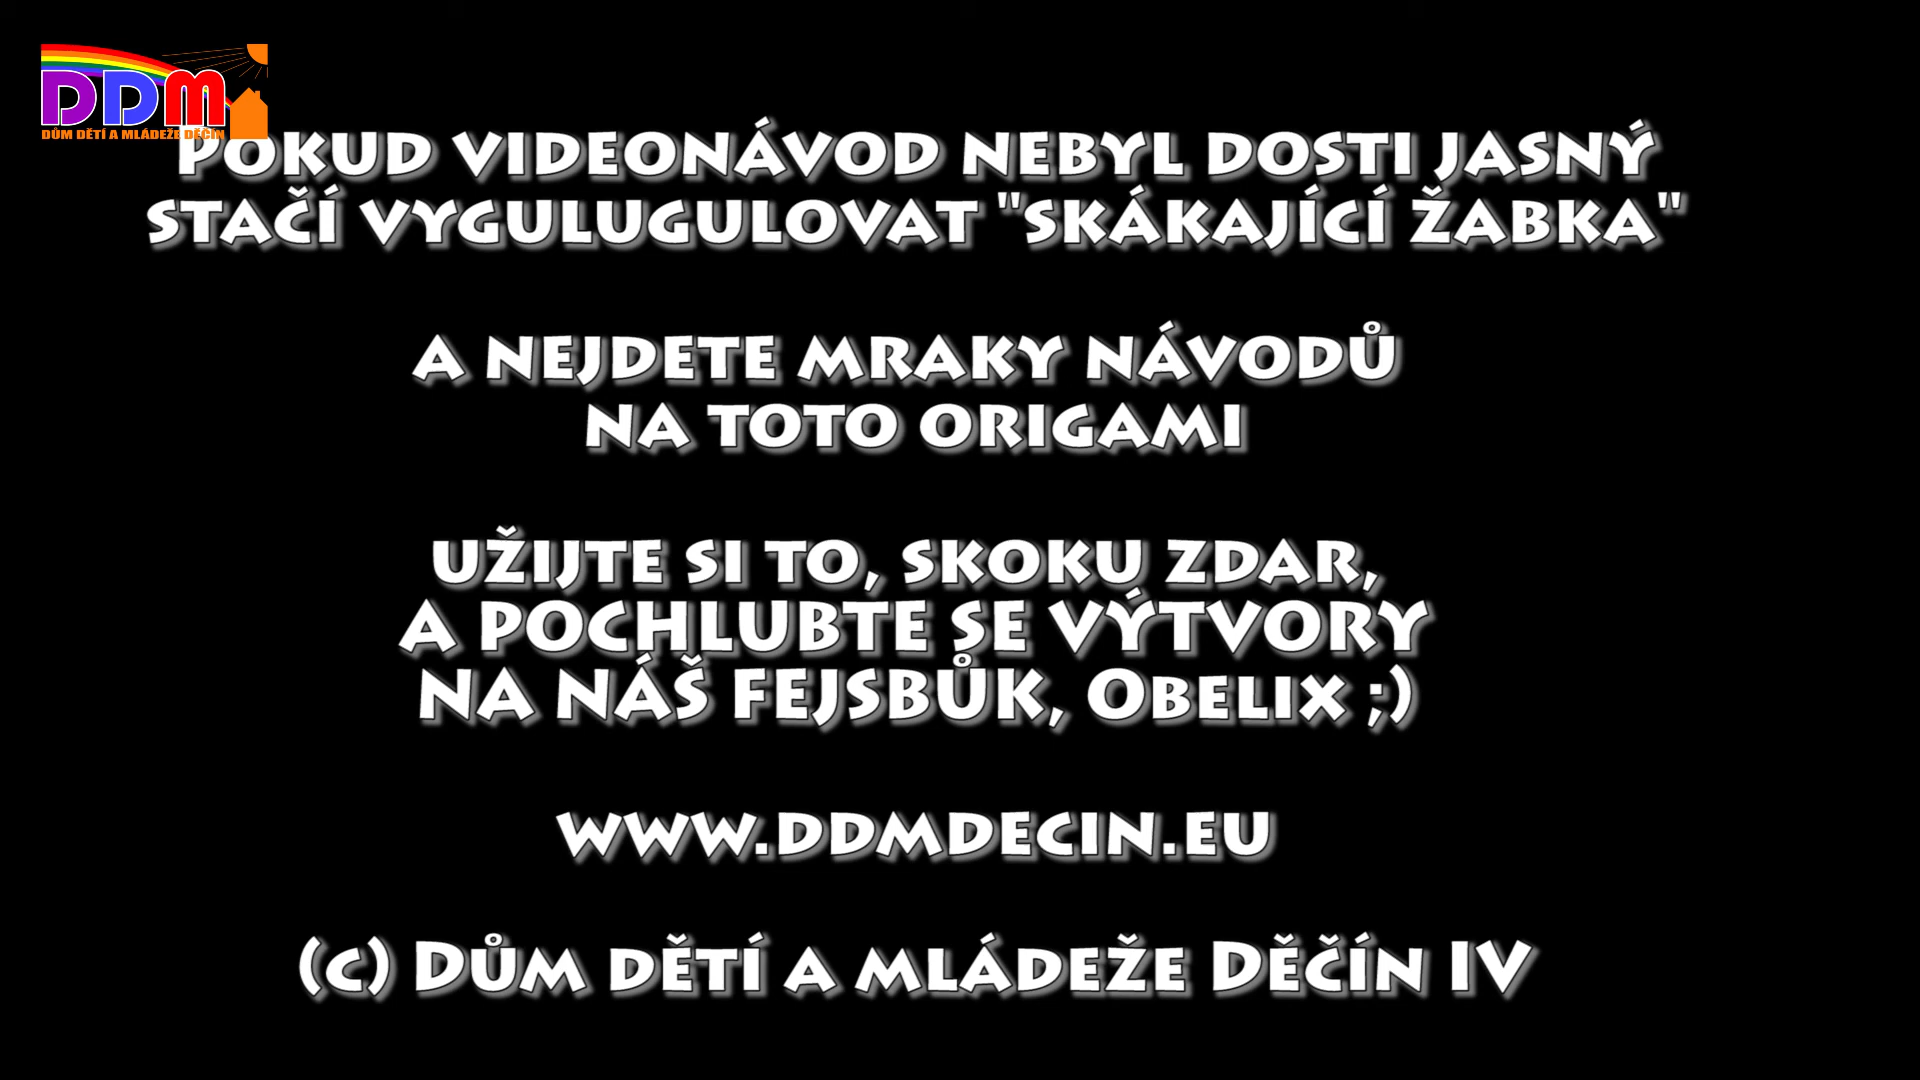 DDM
DŮM DĚTÍ A MLÁDEŽE DĚČÍN
POKUD VIDEONÁVOD NEBYL DOSTI JASNÝ
STAČÍ VYGULUGULOVAT "SKÁKAJÍCÍ ŽABKA"
A NEJDETE MRAKY NÁVODŮ
NA TOTO ORIGAMI
UŽIJTE SI TO, SKOKU ZDAR,
A POCHLUBTE SE VÝTVORY
NA NÁŠ FEJSBŮK, OBELIX ;)
WWW.DDMDECIN.EU
(C) DŮM DĚTÍ A MLÁDEŽE DĚČÍN IV